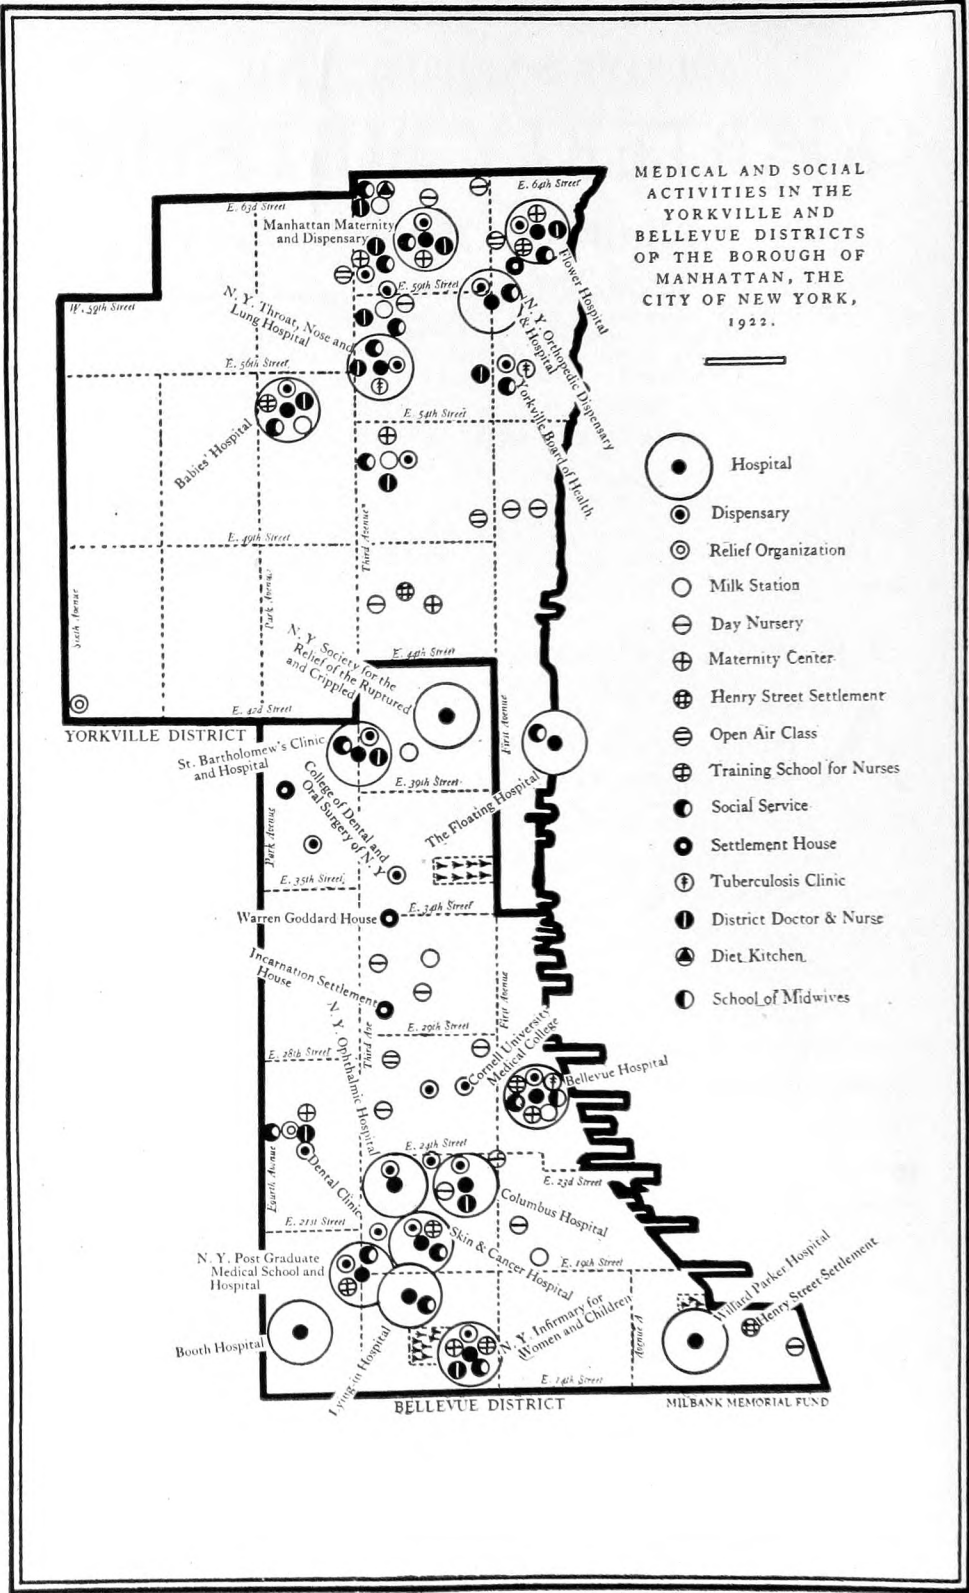 MEDICAL AND SOCIAL
ACTIVITIES IN THE
YORKVILLE AND
BELLEVUE DISTRICTS
OF THE BOROUGH OF
MANHATTAN, THE
CITY OF NEW YORK,
1922.
Hospital
Dispensary
Relief Organization
Milk Station
Day Nursery
Maternity Center
Henry Street Settlement
Open Air Class
Training School for Nurses
Social Service
Settlement House
Tuberculosis Clinic
District Doctor & Nurse
Diet Kitchen
School of Midwives
E. 64th Street
E. 63d Street
Manhattan Maternity
and Dispensary
Flower Hospital
E. 59th Street
W. 59th Street
N. Y. Throat, Nose and
Lung Hospital
N. Y. Orthopedic Dispensary
& Hospital
E. 56th Street
Yorkville Board of Health
E. 54th Street
Babies' Hospital
E. 49th Street
Third Avenue
Sixth Avenue
Park Avenue
N. Y. Society for the
Relief of the Ruptured
and Crippled
E. 44th Street
E. 42d Street
First Avenue
YORKVILLE DISTRICT
St. Bartholomew's Clinic
and Hospital
College of Dental and
Oral Surgery of N. Y
E. 39th Street
The Floating Hospital
Park Avenue
E. 35th Street
E. 34th Street
Warren Goddard House
Incarnation Settlement
House
First Avenue
N. Y. Ophthalmic Hospital
Third Ave
E. 29th Street
E. 28th Street
Cornell University
Medical College
Bellevue Hospital
E. 24th Street
Fourth Avenue
Dental Clinic
E. 23d Street
Columbus Hospital
E. 21st Street
Skin & Cancer Hospital
E. 19th Street
N. Y. Post Graduate
Medical School and
Hospital
Willard Parker Hospital
Henry Street Settlement
N. Y. Infirmary for
Women and Children
Booth Hospital
Lying-in Hospital
Avenue A
E. 14th Street
BELLEVUE DISTRICT
MILBANK MEMORIAL FUND